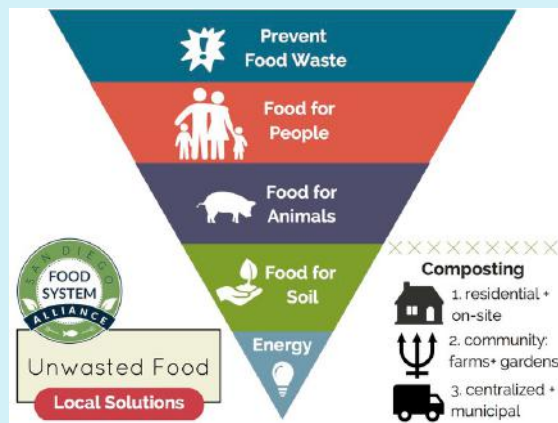 Prevent
Food Waste
Food for
People
Food for
Animals
Food for
Soil
Energy
SAN DIEGO
FOOD
SYSTEM
ALLIANCE
Unwasted Food
Local Solutions
Composting
1. residential +
on-site
2. community:
farms+ gardens
3. centralized +
municipal